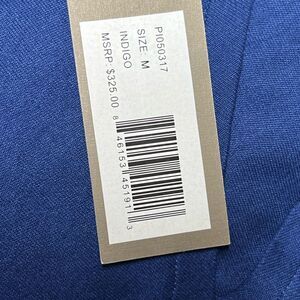 PI050317
SIZE: M
INDIGO
MSRP: $325.00
8 46153 45191 3